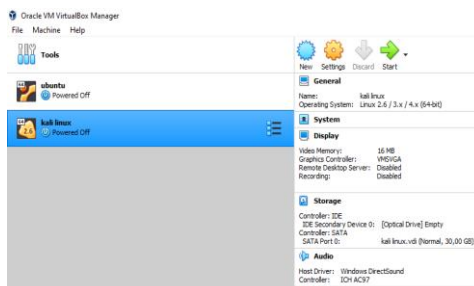 Oracle VM VirtualBox Manager
File Machine Help
Tools
New Settings Discard Start
ubuntu
Powered Off
kali linux
Powered Off
2.6
General
Name: kali linux
Operating System: Linux 2.6 / 3.x / 4.x (64-bit)
System
Display
Video Memory: 16 MB
Graphics Controller: VMSVGA
Remote Desktop Server: Disabled
Recording: Disabled
Storage
Controller: IDE
IDE Secondary Device 0: [Optical Drive] Empty
Controller: SATA
SATA Port 0: kali linux.vdi (Normal, 30,00 GB)
Audio
Host Driver: Windows DirectSound
Controller: ICH AC97